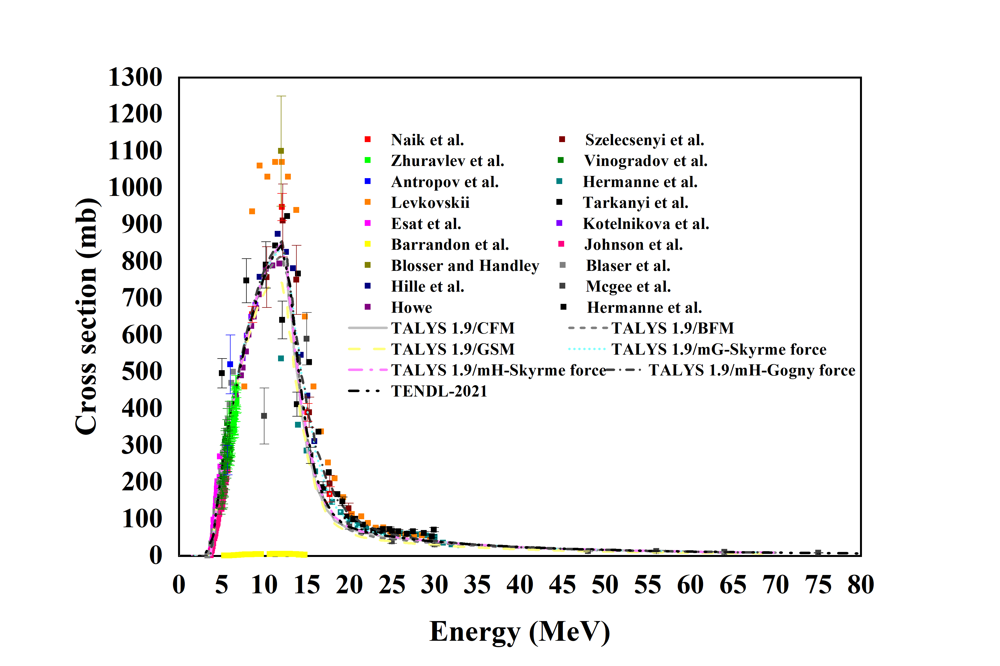 1300
1200
1100
1000
900
800
700
600
500
400
300
200
100
0
Cross section (mb)
Naik et al. Szelecsenyi et al.
Zhuravlev et al. Vinogradov et al.
Antropov et al. Hermanne et al.
Levkovskii Tarkanyi et al.
Esat et al. Kotelnikova et al.
Barrandon et al. Johnson et al.
Blosser and Handley Blaser et al.
Hille et al. Mcgee et al.
Howe Hermanne et al.
TALYS 1.9/CFM TALYS 1.9/BFM
TALYS 1.9/GSM TALYS 1.9/mG-Skyrme force
TALYS 1.9/mH-Skyrme force TALYS 1.9/mH-Gogny force
TENDL-2021
0 5 10 15 20 25 30 35 40 45 50 55 60 65 70 75 80
Energy (MeV)